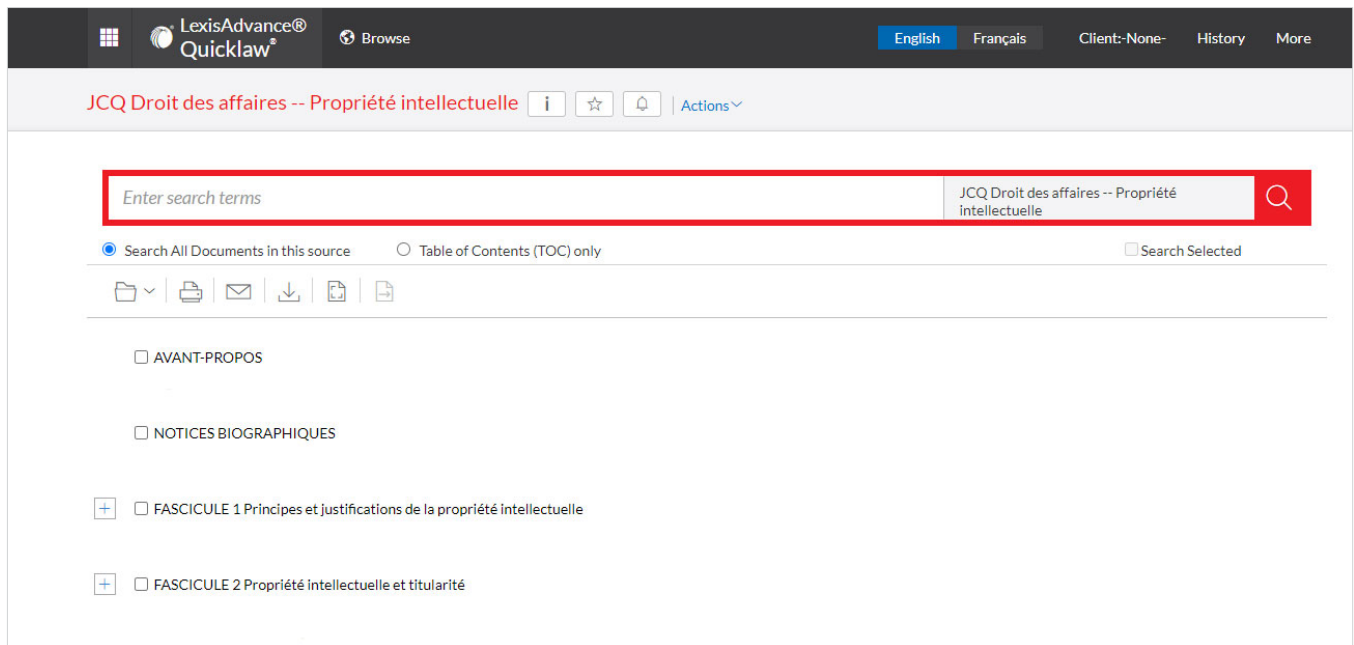 LexisAdvance®
Quicklaw®
Browse
English Français Client:-None- History More
JCQ Droit des affaires -- Propriété intellectuelle i Actions
Enter search terms
JCQ Droit des affaires -- Propriété
intellectuelle
Search All Documents in this source Table of Contents (TOC) only Search Selected
AVANT-PROPOS
NOTICES BIOGRAPHIQUES
FASCICULE 1 Principes et justifications de la propriété intellectuelle
FASCICULE 2 Propriété intellectuelle et titularité